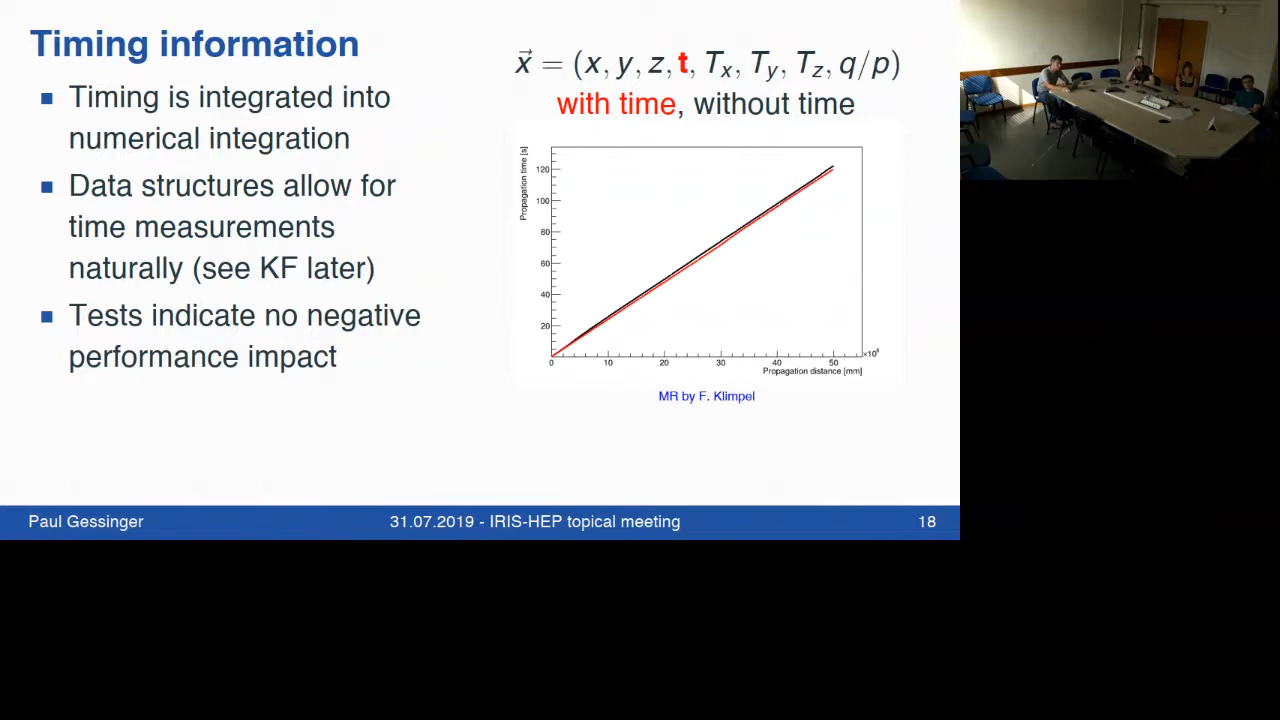 Timing information
Timing is integrated into
numerical integration
Data structures allow for
time measurements
naturally (see KF later)
Tests indicate no negative
performance impact
x⃗ = (x, y, z, t, Tₓ, Tᵧ, T_z, q/p)
with time, without time
Propagation time [s]
120
100
80
60
40
20
0 10 20 30 40 50
×10⁶
Propagation distance [mm]
MR by F. Klimpel
Paul Gessinger 31.07.2019 - IRIS-HEP topical meeting 18